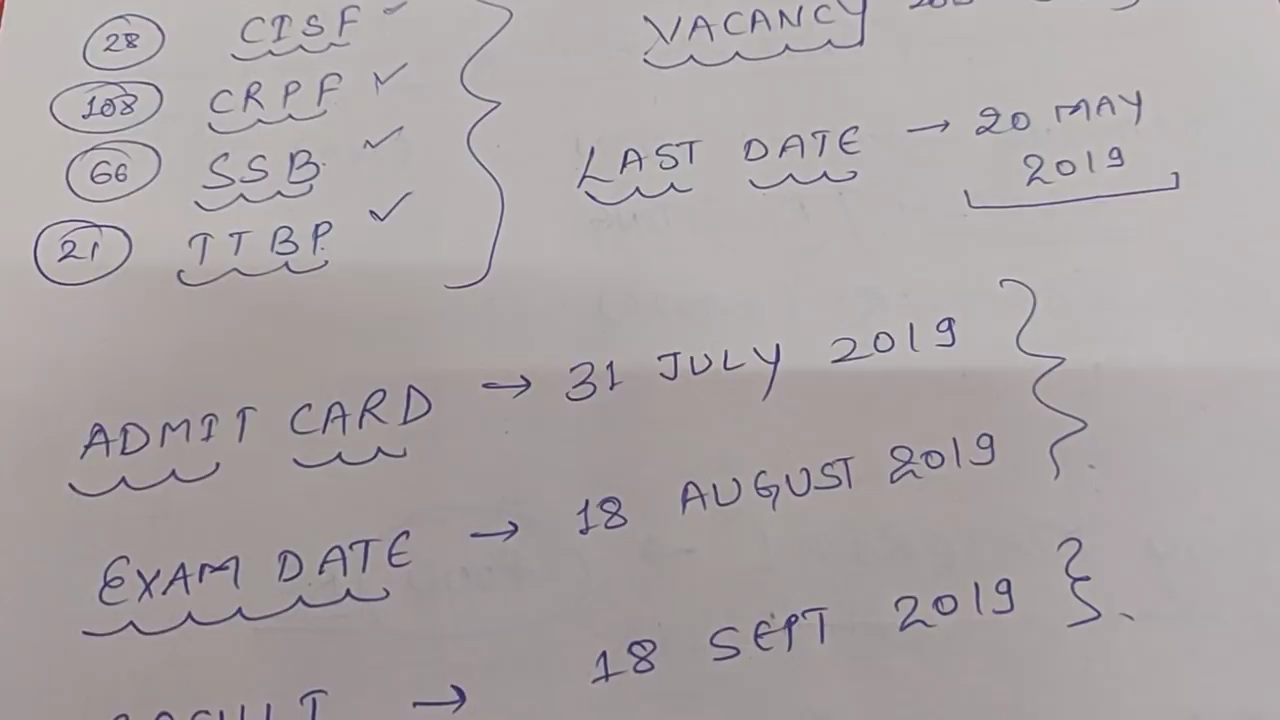 28 CISF ✓
VACANCY
108 CRPF ✓
66 SSB ✓
LAST DATE → 20 MAY
2019
21 ITBP ✓
ADMIT CARD → 31 JULY 2019
EXAM DATE → 18 AUGUST 2019
RESULT → 18 SEPT 2019